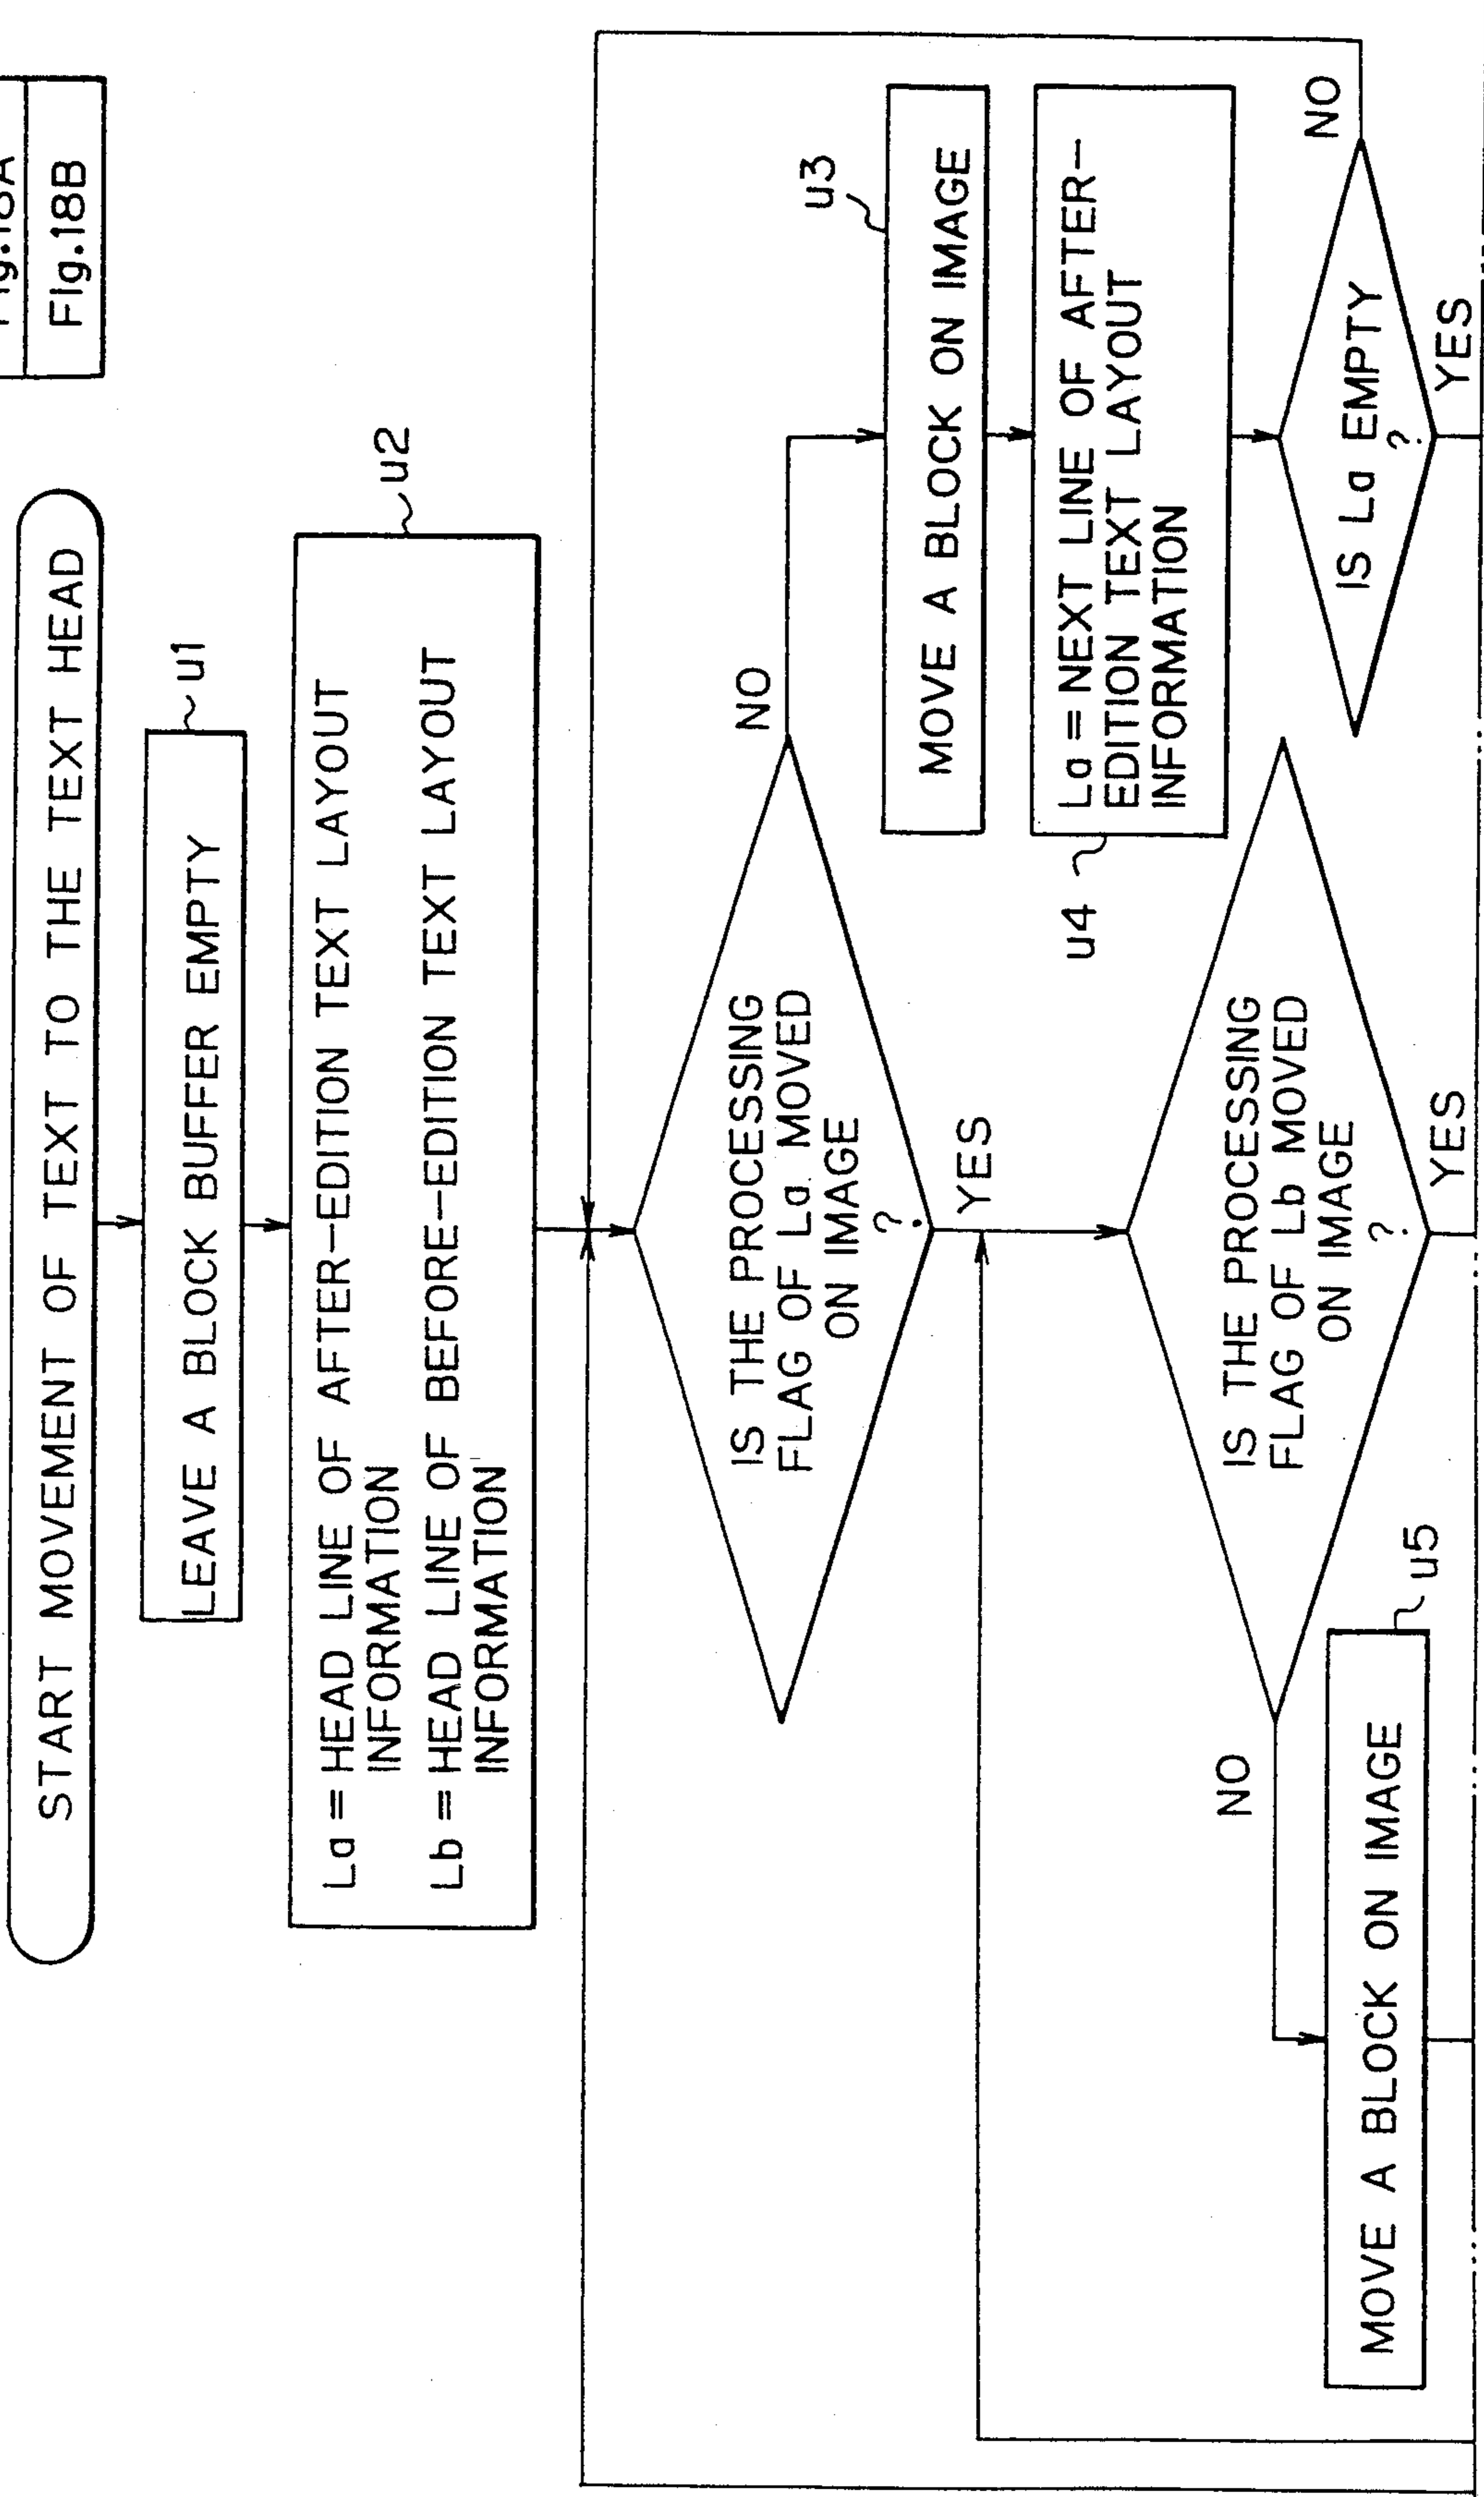 Fig.18A
Fig.18B
START MOVEMENT OF TEXT TO THE TEXT HEAD
LEAVE A BLOCK BUFFER EMPTY
u1
La = HEAD LINE OF AFTER-EDITION TEXT LAYOUT
INFORMATION
Lb = HEAD LINE OF BEFORE-EDITION TEXT LAYOUT
INFORMATION
u2
IS THE PROCESSING
FLAG OF La MOVED
ON IMAGE
?
NO
YES
u3
MOVE A BLOCK ON IMAGE
u4
La = NEXT LINE OF AFTER-
EDITION TEXT LAYOUT
INFORMATION
IS La EMPTY
?
NO
YES
IS THE PROCESSING
FLAG OF Lb MOVED
ON IMAGE
?
NO
YES
u5
MOVE A BLOCK ON IMAGE